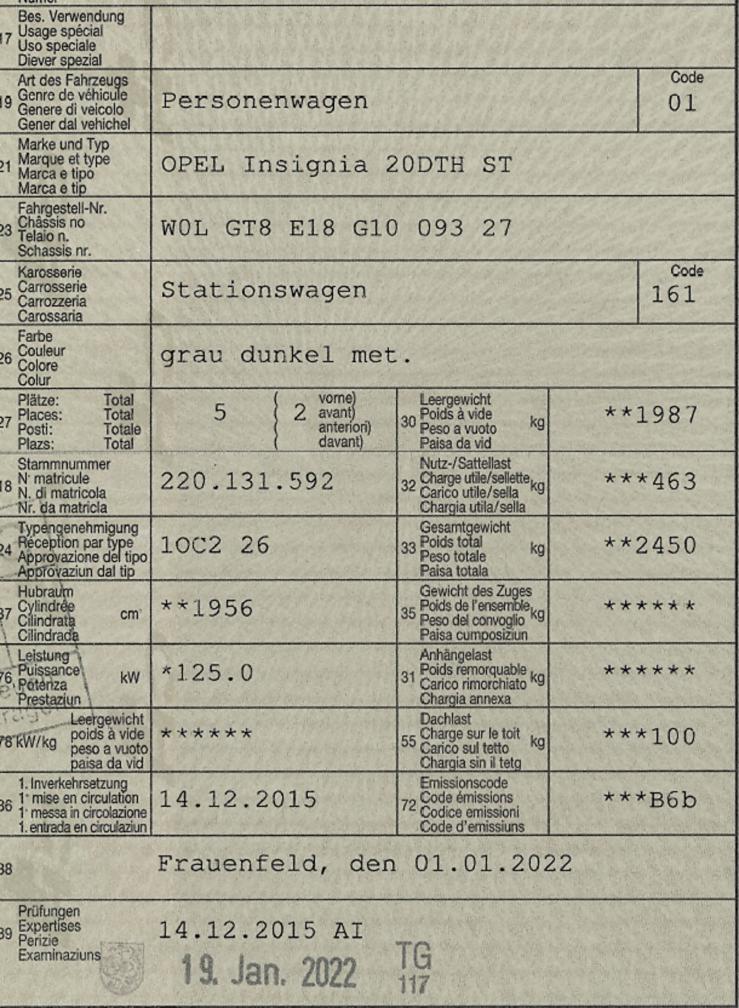 17 Bes. Verwendung
Usage spécial
Uso speciale
Diever spezial
19 Art des Fahrzeugs
Genre de véhicule
Genere di veicolo
Gener dal vehichel
Personenwagen
Code
01
21 Marke und Typ
Marque et type
Marca e tipo
Marca e tip
OPEL Insignia 20DTH ST
23 Fahrgestell-Nr.
Châssis no
Telaio n.
Schassis nr.
W0L GT8 E18 G10 093 27
25 Karosserie
Carrosserie
Carrozzeria
Carossaria
Stationswagen
Code
161
26 Farbe
Couleur
Colore
Colur
grau dunkel met.
27 Plätze: Total
Places: Total
Posti: Totale
Plazs: Total
5 ( 2 vorne)
( avant)
( anteriori)
( davant)
30 Leergewicht
Poids à vide
Peso a vuoto
Paisa da vid
kg
**1987
18 Stammnummer
N° matricule
N. di matricola
Nr. da matricla
220.131.592
32 Nutz-/Sattellast
Charge utile/sellette
Carico utile/sella
Chargia utila/sella
kg
***463
24 Typengenehmigung
Réception par type
Approvazione del tipo
Approvaziun dal tip
1OC2 26
33 Gesamtgewicht
Poids total
Peso totale
Paisa totala
kg
**2450
37 Hubraum
Cylindrée
Cilindrata
Cilindrada
cm³
**1956
35 Gewicht des Zuges
Poids de l'ensemble
Peso del convoglio
Paisa cumposiziun
kg
******
76 Leistung
Puissance
Potenza
Prestaziun
kW
*125.0
31 Anhängelast
Poids remorquable
Carico rimorchiato
Chargia annexa
kg
******
78 kW/kg
Leergewicht
poids à vide
peso a vuoto
paisa da vid
******
55 Dachlast
Charge sur le toit
Carico sul tetto
Chargia sin il tetg
kg
***100
36 1. Inverkehrsetzung
1° mise en circulation
1° messa in circolazione
1. entrada en circulaziun
14.12.2015
72 Emissionscode
Code émissions
Codice emissioni
Code d'emissiuns
***B6b
38
Frauenfeld, den 01.01.2022
39 Prüfungen
Expertises
Perizie
Examinaziuns
14.12.2015 AI
19. Jan. 2022
TG
117